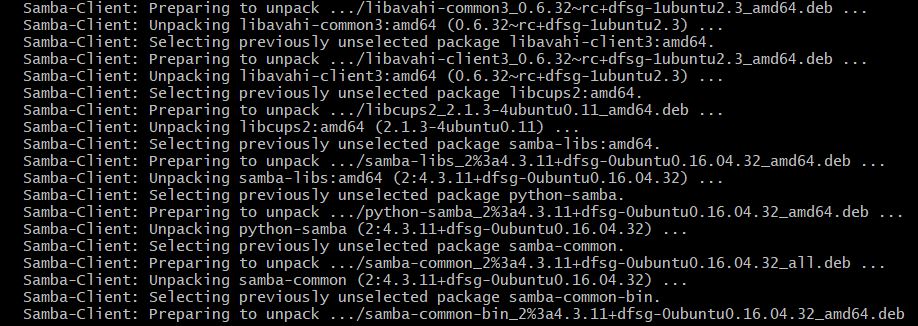 Samba-Client: Preparing to unpack .../libavahi-common3_0.6.32~rc+dfsg-1ubuntu2.3_amd64.deb ...
Samba-Client: Unpacking libavahi-common3:amd64 (0.6.32~rc+dfsg-1ubuntu2.3) ...
Samba-Client: Selecting previously unselected package libavahi-client3:amd64.
Samba-Client: Preparing to unpack .../libavahi-client3_0.6.32~rc+dfsg-1ubuntu2.3_amd64.deb ...
Samba-Client: Unpacking libavahi-client3:amd64 (0.6.32~rc+dfsg-1ubuntu2.3) ...
Samba-Client: Selecting previously unselected package libcups2:amd64.
Samba-Client: Preparing to unpack .../libcups2_2.1.3-4ubuntu0.11_amd64.deb ...
Samba-Client: Unpacking libcups2:amd64 (2.1.3-4ubuntu0.11) ...
Samba-Client: Selecting previously unselected package samba-libs:amd64.
Samba-Client: Preparing to unpack .../samba-libs_2%3a4.3.11+dfsg-0ubuntu0.16.04.32_amd64.deb ...
Samba-Client: Unpacking samba-libs:amd64 (2:4.3.11+dfsg-0ubuntu0.16.04.32) ...
Samba-Client: Selecting previously unselected package python-samba.
Samba-Client: Preparing to unpack .../python-samba_2%3a4.3.11+dfsg-0ubuntu0.16.04.32_amd64.deb ...
Samba-Client: Unpacking python-samba (2:4.3.11+dfsg-0ubuntu0.16.04.32) ...
Samba-Client: Selecting previously unselected package samba-common.
Samba-Client: Preparing to unpack .../samba-common_2%3a4.3.11+dfsg-0ubuntu0.16.04.32_all.deb ...
Samba-Client: Unpacking samba-common (2:4.3.11+dfsg-0ubuntu0.16.04.32) ...
Samba-Client: Selecting previously unselected package samba-common-bin.
Samba-Client: Preparing to unpack .../samba-common-bin_2%3a4.3.11+dfsg-0ubuntu0.16.04.32_amd64.deb